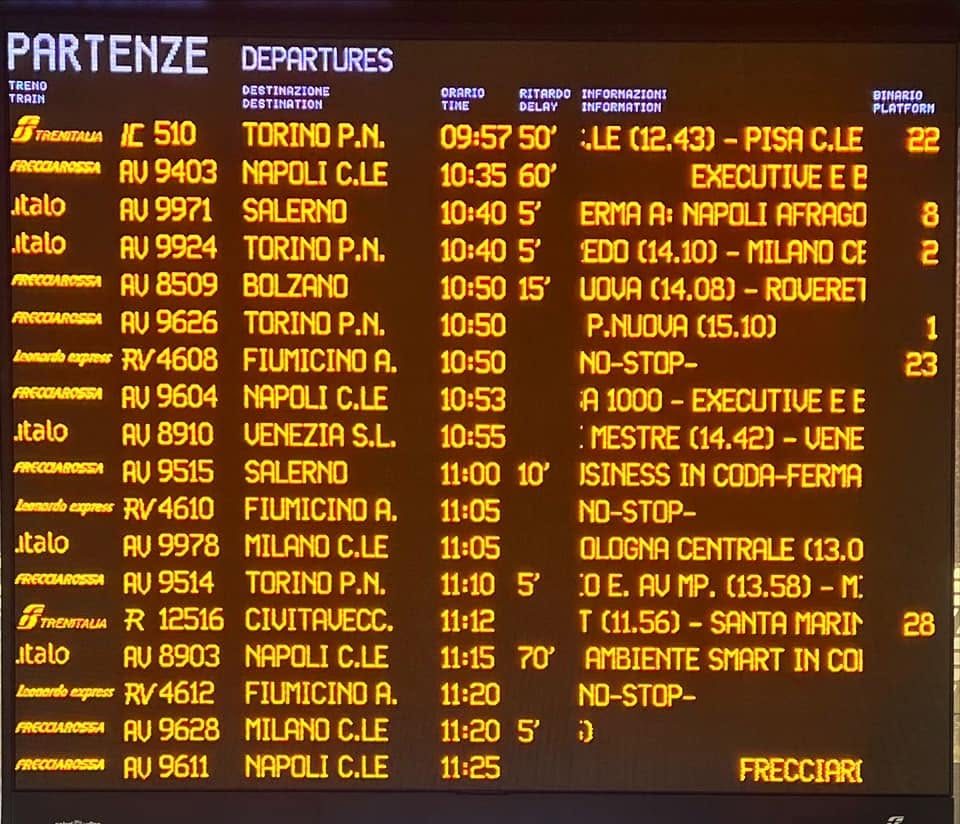 PARTENZE DEPARTURES
TRENO DESTINAZIONE ORARIO RITARDO INFORMAZIONI BINARIO
TRAIN DESTINATION TIME DELAY INFORMATION PLATFORM
TRENITALIA IC 510 TORINO P.N. 09:57 50' C.LE (12.43) - PISA C.LE 22
FRECCIAROSSA AV 9403 NAPOLI C.LE 10:35 60' EXECUTIVE E B
.italo AV 9971 SALERNO 10:40 5' ERMA A: NAPOLI AFRAGO 8
.italo AV 9924 TORINO P.N. 10:40 5' EDO (14.10) - MILANO CE 2
FRECCIAROSSA AV 8509 BOLZANO 10:50 15' UOVA (14.08) - ROVERET
FRECCIAROSSA AV 9626 TORINO P.N. 10:50 P.NUOVA (15.10) 1
Leonardo express RV 4608 FIUMICINO A. 10:50 NO-STOP- 23
FRECCIAROSSA AV 9604 NAPOLI C.LE 10:53 A 1000 - EXECUTIVE E B
.italo AV 8910 VENEZIA S.L. 10:55 MESTRE (14.42) - VENE
FRECCIAROSSA AV 9515 SALERNO 11:00 10' USINESS IN CODA-FERMA
Leonardo express RV 4610 FIUMICINO A. 11:05 NO-STOP-
.italo AV 9978 MILANO C.LE 11:05 OLOGNA CENTRALE (13.0
FRECCIAROSSA AV 9514 TORINO P.N. 11:10 5' O E. AV MP. (13.58) - M
TRENITALIA R 12516 CIVITAVECC. 11:12 T (11.56) - SANTA MARIN 28
.italo AV 8903 NAPOLI C.LE 11:15 70' AMBIENTE SMART IN CO
Leonardo express RV 4612 FIUMICINO A. 11:20 NO-STOP-
FRECCIAROSSA AV 9628 MILANO C.LE 11:20 5' )
FRECCIAROSSA AV 9611 NAPOLI C.LE 11:25 FRECCIAR